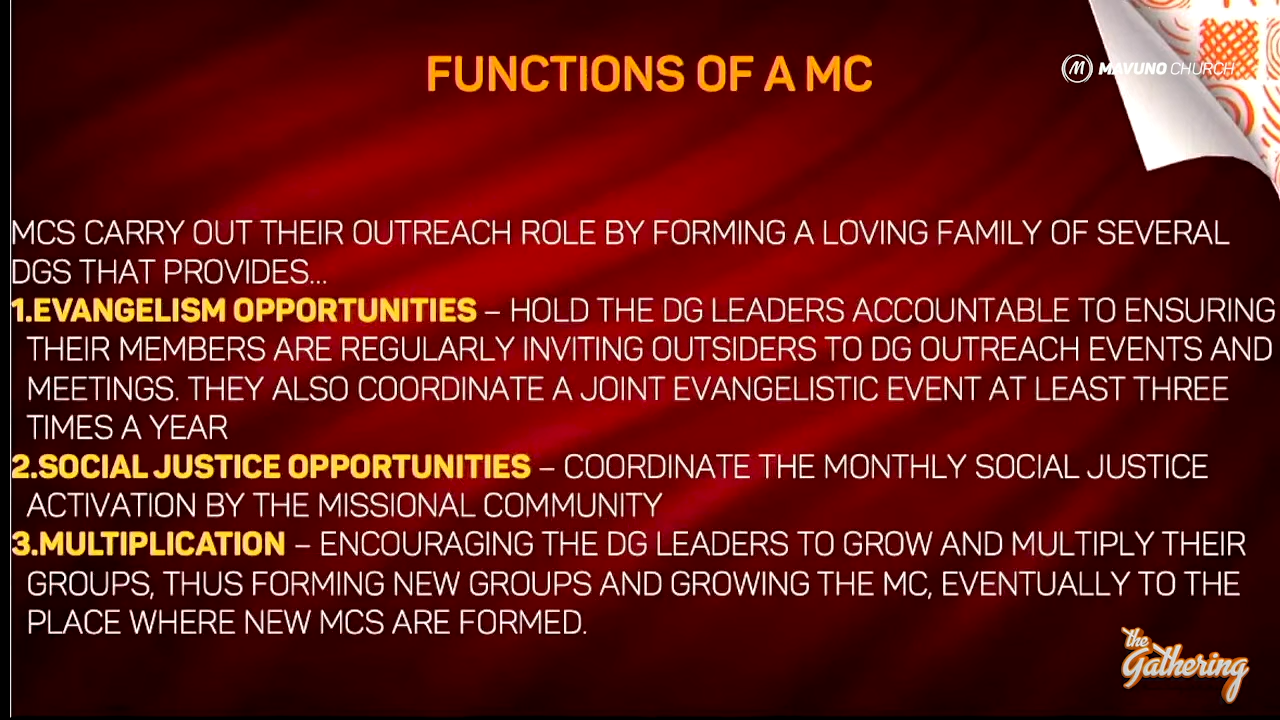 FUNCTIONS OF A MC
MAVUNO CHURCH
MCS CARRY OUT THEIR OUTREACH ROLE BY FORMING A LOVING FAMILY OF SEVERAL
DGS THAT PROVIDES...
1.EVANGELISM OPPORTUNITIES – HOLD THE DG LEADERS ACCOUNTABLE TO ENSURING
THEIR MEMBERS ARE REGULARLY INVITING OUTSIDERS TO DG OUTREACH EVENTS AND
MEETINGS. THEY ALSO COORDINATE A JOINT EVANGELISTIC EVENT AT LEAST THREE
TIMES A YEAR
2.SOCIAL JUSTICE OPPORTUNITIES – COORDINATE THE MONTHLY SOCIAL JUSTICE
ACTIVATION BY THE MISSIONAL COMMUNITY
3.MULTIPLICATION – ENCOURAGING THE DG LEADERS TO GROW AND MULTIPLY THEIR
GROUPS, THUS FORMING NEW GROUPS AND GROWING THE MC, EVENTUALLY TO THE
PLACE WHERE NEW MCS ARE FORMED.
the
Gathering